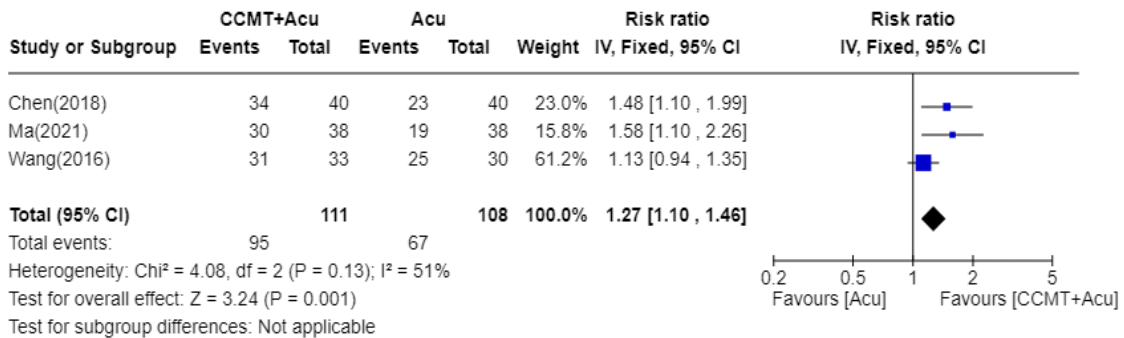 CCMT+Acu Acu Risk ratio Risk ratio
Study or Subgroup Events Total Events Total Weight IV, Fixed, 95% CI IV, Fixed, 95% CI
Chen(2018) 34 40 23 40 23.0% 1.48 [1.10 , 1.99]
Ma(2021) 30 38 19 38 15.8% 1.58 [1.10 , 2.26]
Wang(2016) 31 33 25 30 61.2% 1.13 [0.94 , 1.35]
Total (95% CI) 111 108 100.0% 1.27 [1.10 , 1.46]
Total events: 95 67
Heterogeneity: Chi² = 4.08, df = 2 (P = 0.13); I² = 51%
Test for overall effect: Z = 3.24 (P = 0.001)
Test for subgroup differences: Not applicable
0.2 0.5 1 2 5
Favours [Acu] Favours [CCMT+Acu]